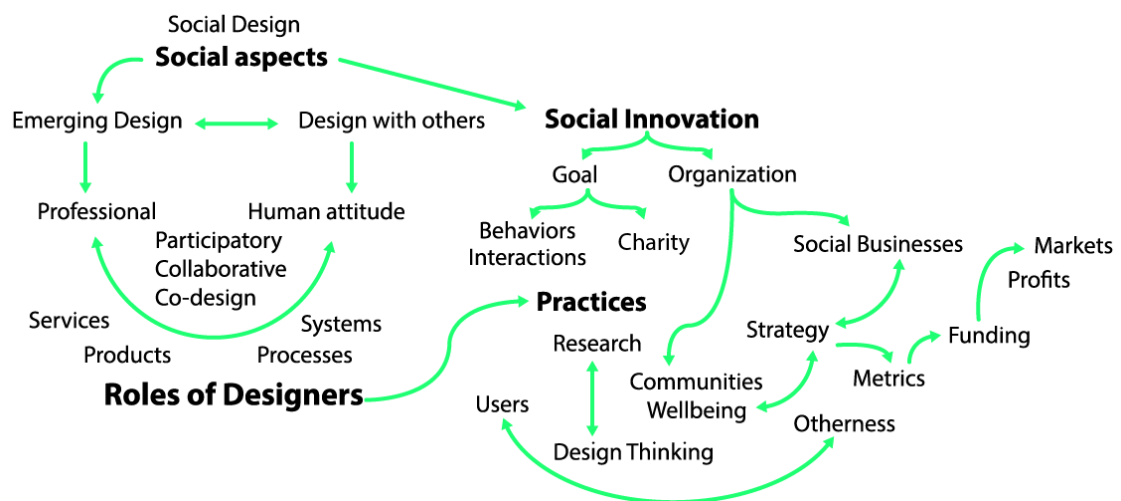 Social Design
Social aspects
Emerging Design
Design with others
Social Innovation
Goal
Organization
Professional
Human attitude
Participatory
Collaborative
Co-design
Behaviors
Interactions
Charity
Social Businesses
Markets
Profits
Services
Products
Systems
Processes
Practices
Research
Strategy
Funding
Metrics
Communities
Wellbeing
Roles of Designers
Users
Otherness
Design Thinking